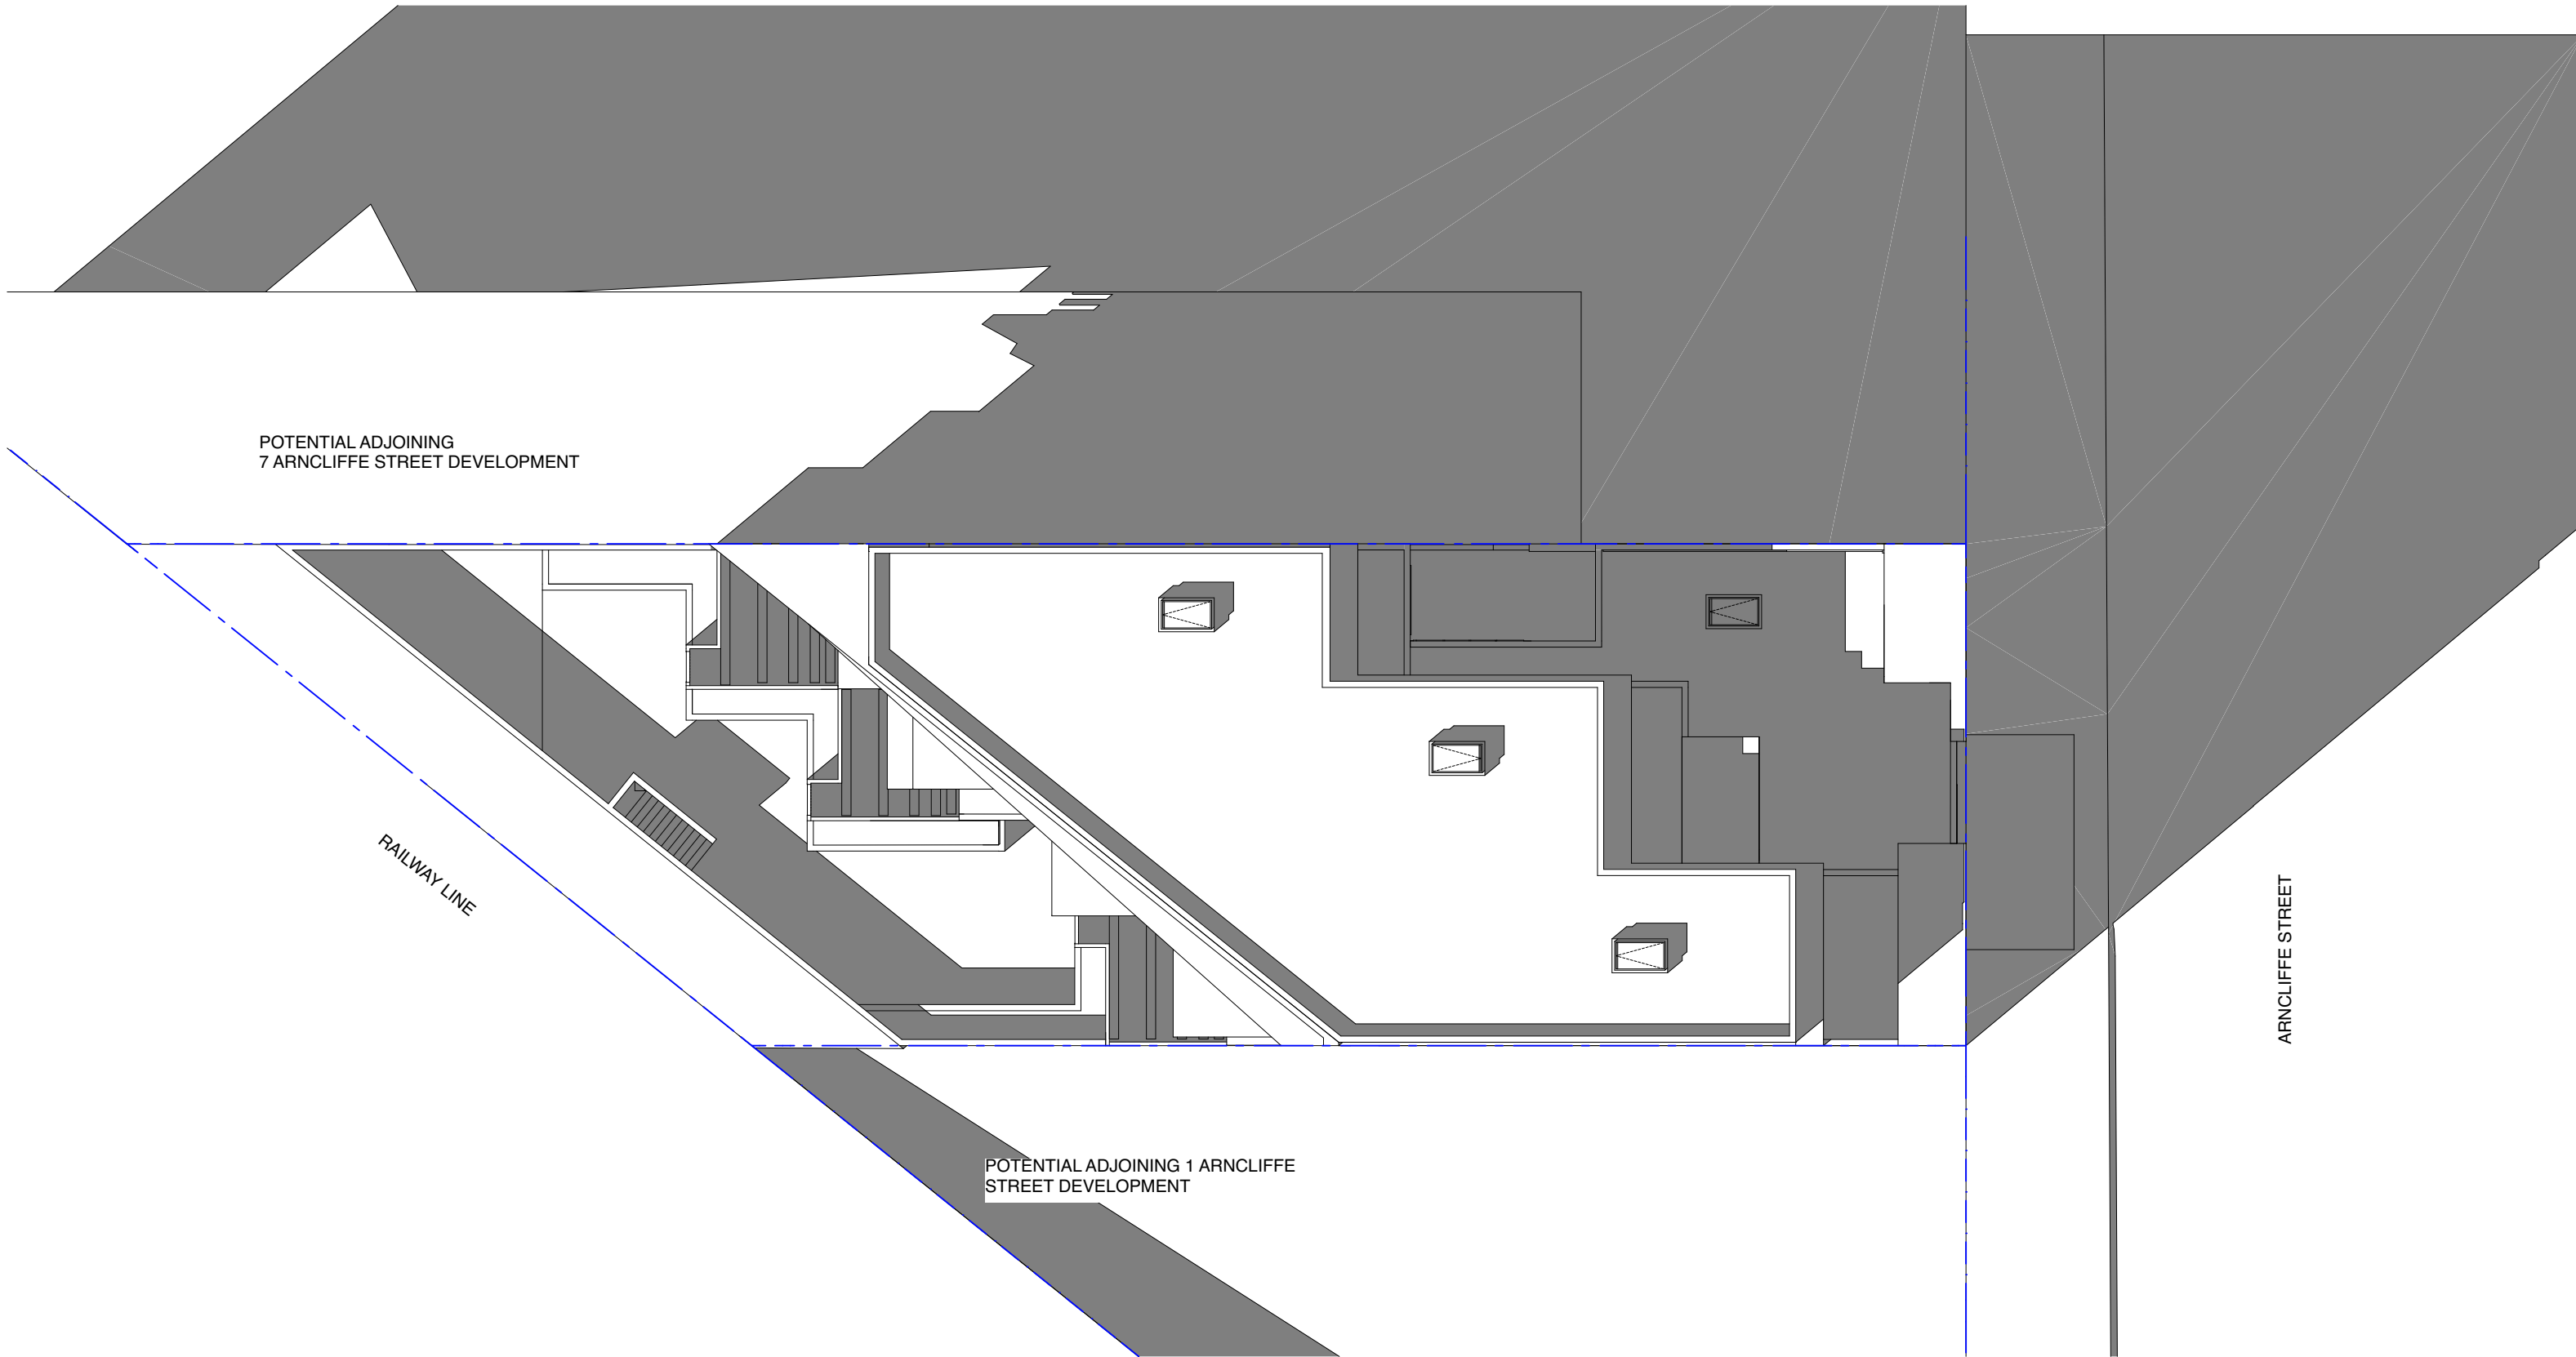 POTENTIAL ADJOINING
7 ARNCLIFFE STREET DEVELOPMENT
RAILWAY LINE
ARNCLIFFE STREET
POTENTIAL ADJOINING 1 ARNCLIFFE
STREET DEVELOPMENT